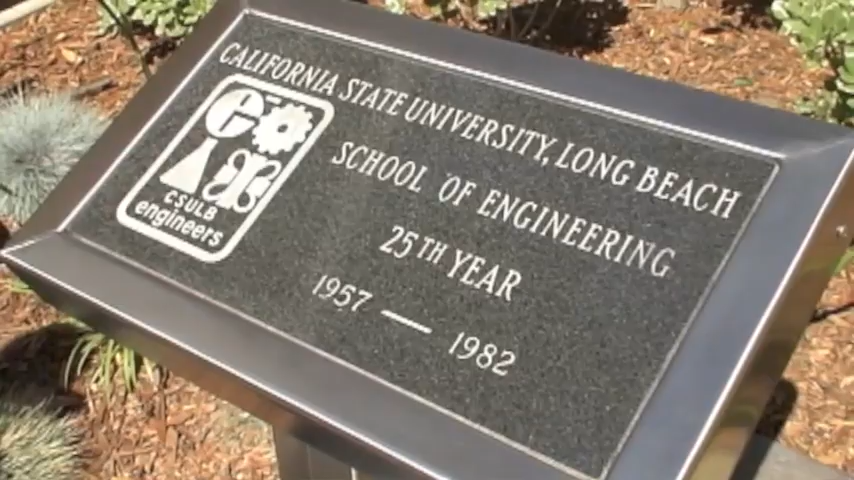 CALIFORNIA STATE UNIVERSITY, LONG BEACH
SCHOOL OF ENGINEERING
25TH YEAR
1957 — 1982
CSULB
engineers